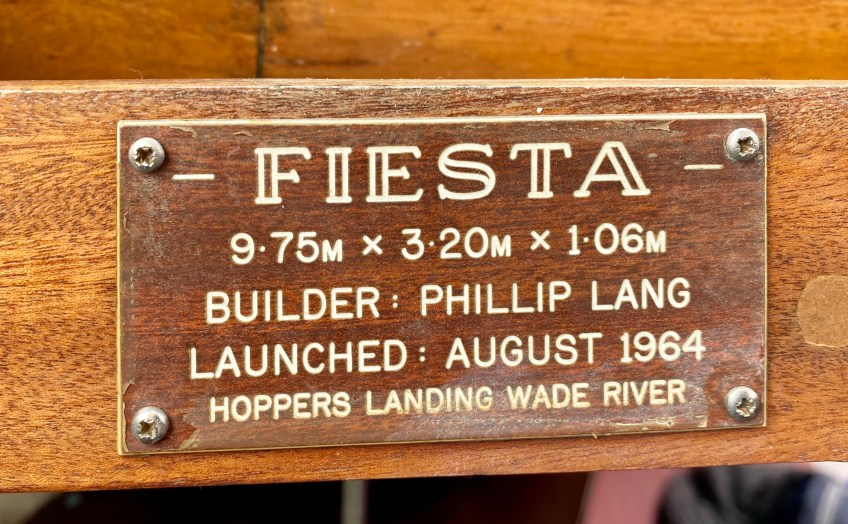 – FIESTA –
9·75M × 3·20M × 1·06M
BUILDER: PHILLIP LANG
LAUNCHED: AUGUST 1964
HOPPERS LANDING WADE RIVER